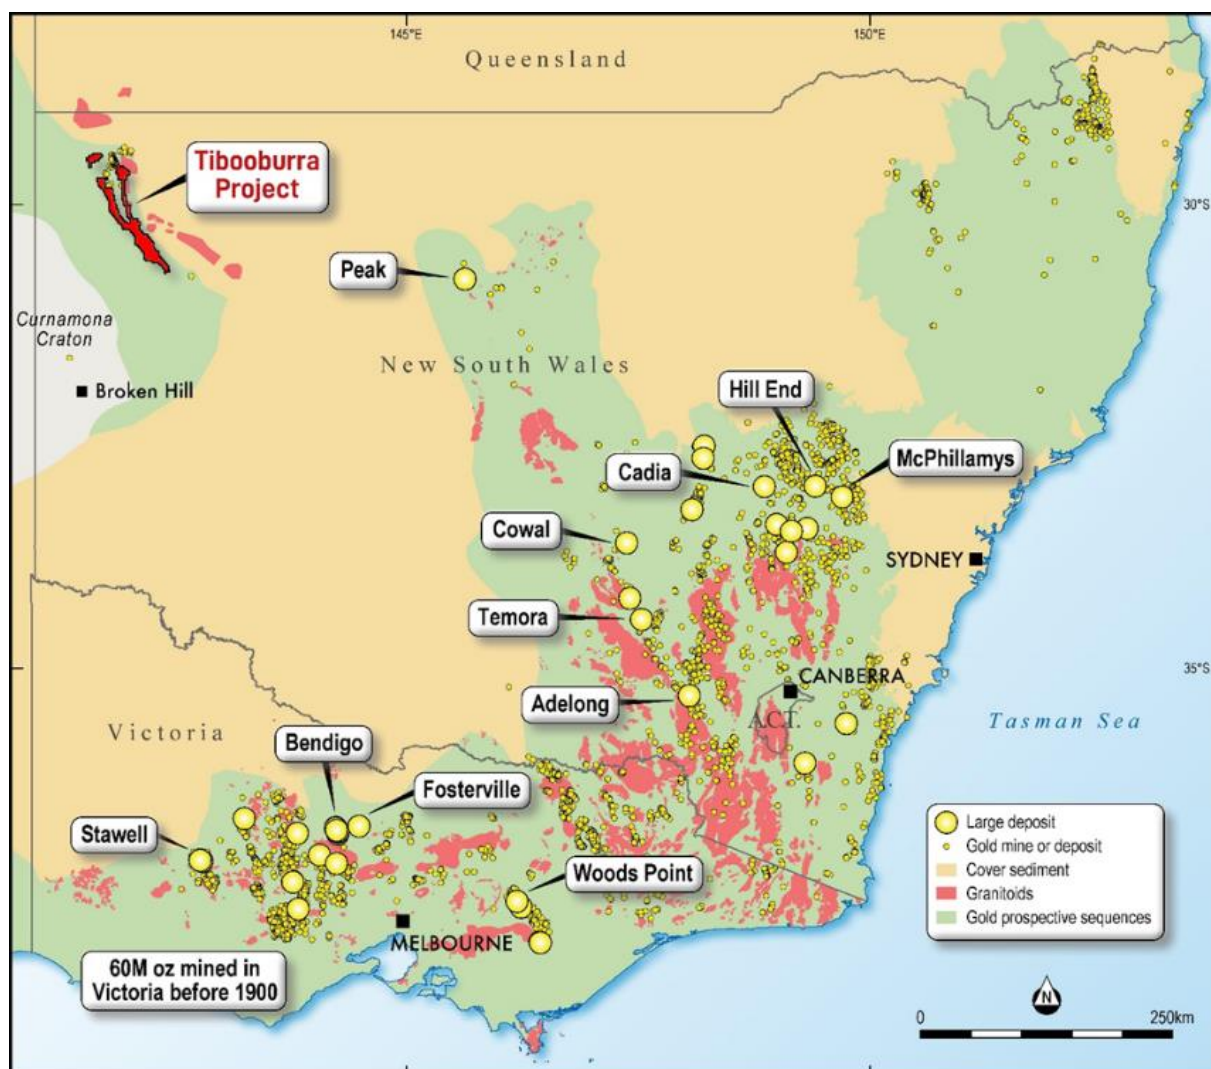 145°E
150°E
Queensland
Tibooburra
Project
30°S
Peak
Curnamona
Craton
New South Wales
Broken Hill
Hill End
McPhillamys
Cadia
Cowal
SYDNEY
Temora
35°S
CANBERRA
Adelong
A.C.T.
Tasman Sea
Victoria
Bendigo
Fosterville
Stawell
Woods Point
MELBOURNE
60M oz mined in
Victoria before 1900
Large deposit
Gold mine or deposit
Cover sediment
Granitoids
Gold prospective sequences
N
0
250km